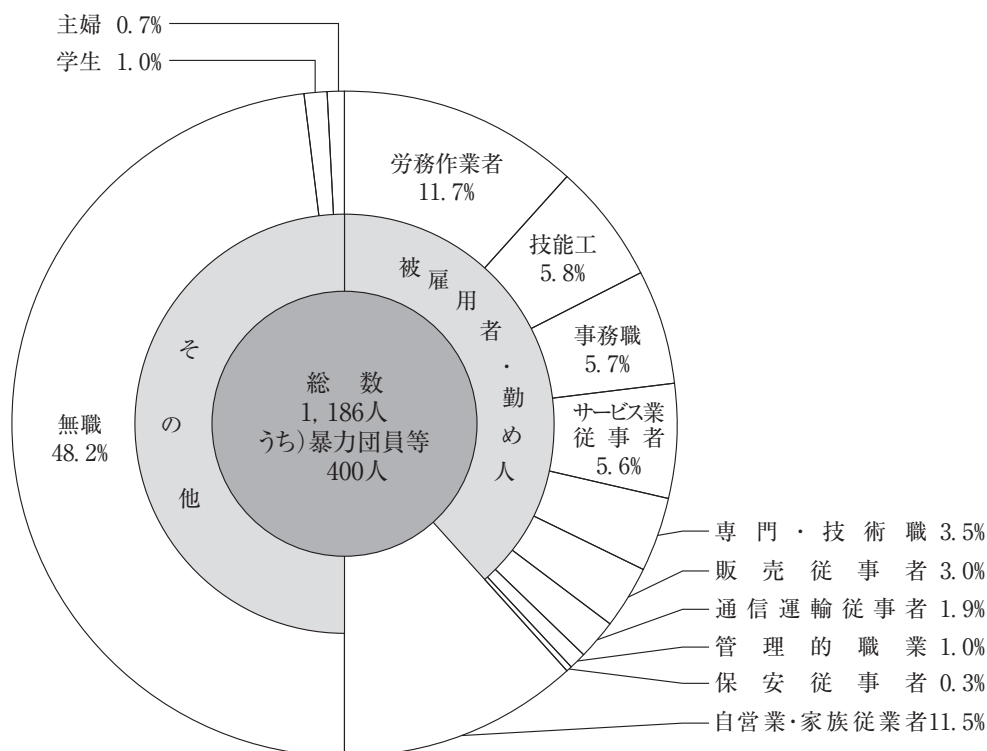 主婦 0.7%
学生 1.0%
労務作業者
11.7%
技能工
5.8%
事務職
5.7%
サービス業
従事者
5.6%
専門・技術職 3.5%
販売従事者 3.0%
通信運輸従事者 1.9%
管理的職業 1.0%
保安従事者 0.3%
自営業・家族従業者11.5%
無職
48.2%
被雇用者・勤め人
その他
総数
1,186人
うち)暴力団員等
400人